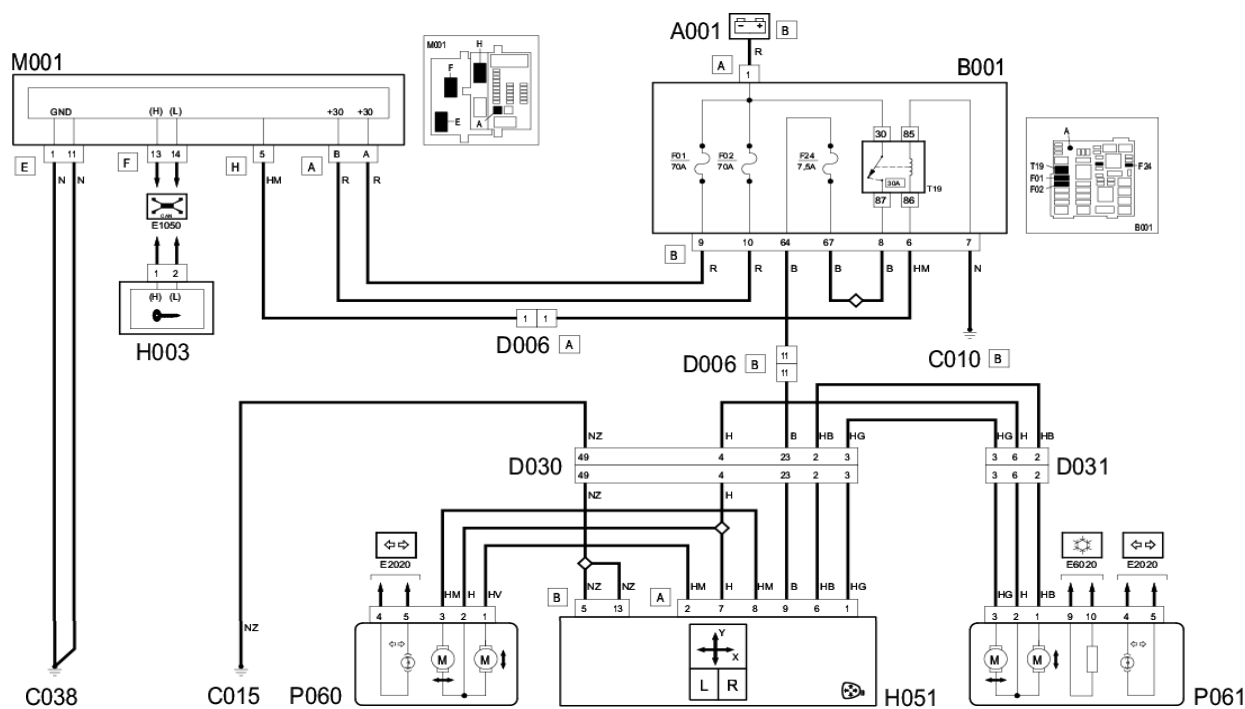 A001 B
R
A 1
M001
M001 H F E A
B001
GND (H) (L) +30 +30
30 85
F01 70A F02 70A F24 7,5A
30A
T19
87 86
A
T19 F24
F01
F02
B001
E 1 11 F 13 14 H 5 A B A
N N HM R R
B 9 10 64 67 8 6 7
R R B B B HM N
CAN
E1050
1 2
(H) (L)
H003
1 1
D006 A
D006 B 11
11
C010 B
NZ H B HB HG HG H HB
49 4 23 2 3 3 6 2
D030 D031
49 4 23 2 3 3 6 2
NZ H
E2020 E6020 E2020
HM H HV NZ NZ HM H HM B HB HG HG H HB
B A
4 5 3 2 1 5 13 2 7 8 9 6 1 3 2 1 9 10 4 5
NZ
Y
X
M M M M
L R
C038 C015 P060 H051 P061